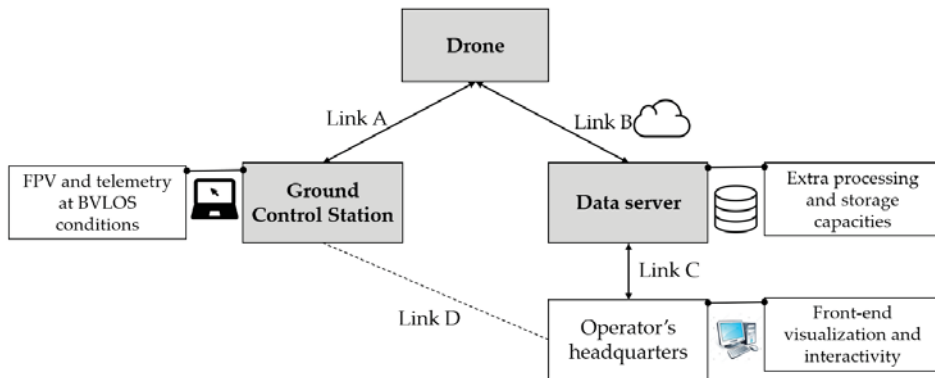 Drone
Link A
Link B
FPV and telemetry
at BVLOS
conditions
Ground
Control Station
Data server
Extra processing
and storage
capacities
Link C
Link D
Operator's
headquarters
Front-end
visualization and
interactivity